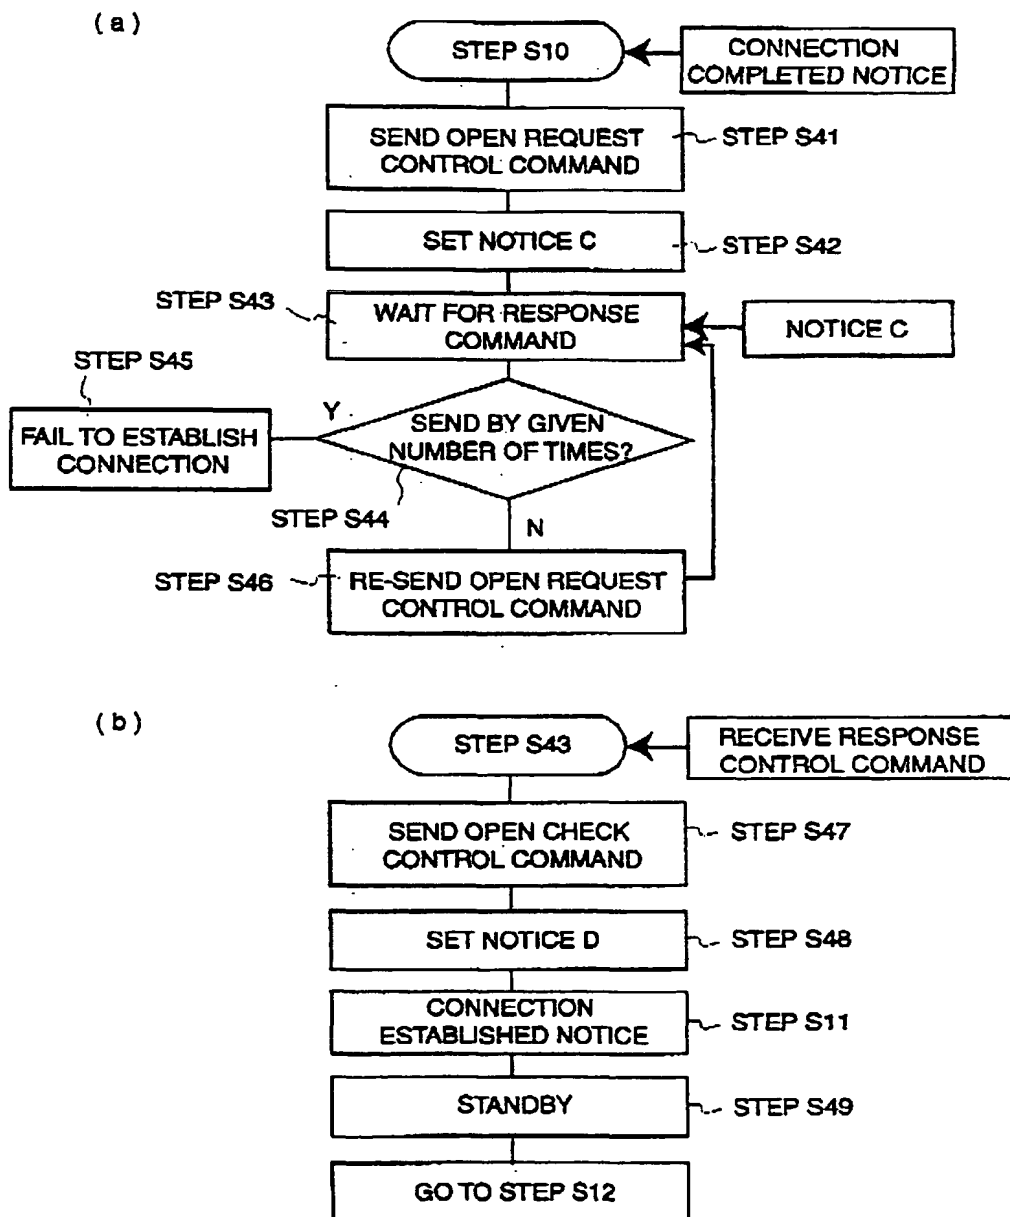 (a)
STEP S10
CONNECTION
COMPLETED NOTICE
SEND OPEN REQUEST
CONTROL COMMAND
STEP S41
SET NOTICE C
STEP S42
STEP S43
WAIT FOR RESPONSE
COMMAND
NOTICE C
STEP S45
FAIL TO ESTABLISH
CONNECTION
Y
SEND BY GIVEN
NUMBER OF TIMES?
STEP S44
N
STEP S46
RE-SEND OPEN REQUEST
CONTROL COMMAND
(b)
STEP S43
RECEIVE RESPONSE
CONTROL COMMAND
SEND OPEN CHECK
CONTROL COMMAND
STEP S47
SET NOTICE D
STEP S48
CONNECTION
ESTABLISHED NOTICE
STEP S11
STANDBY
STEP S49
GO TO STEP S12